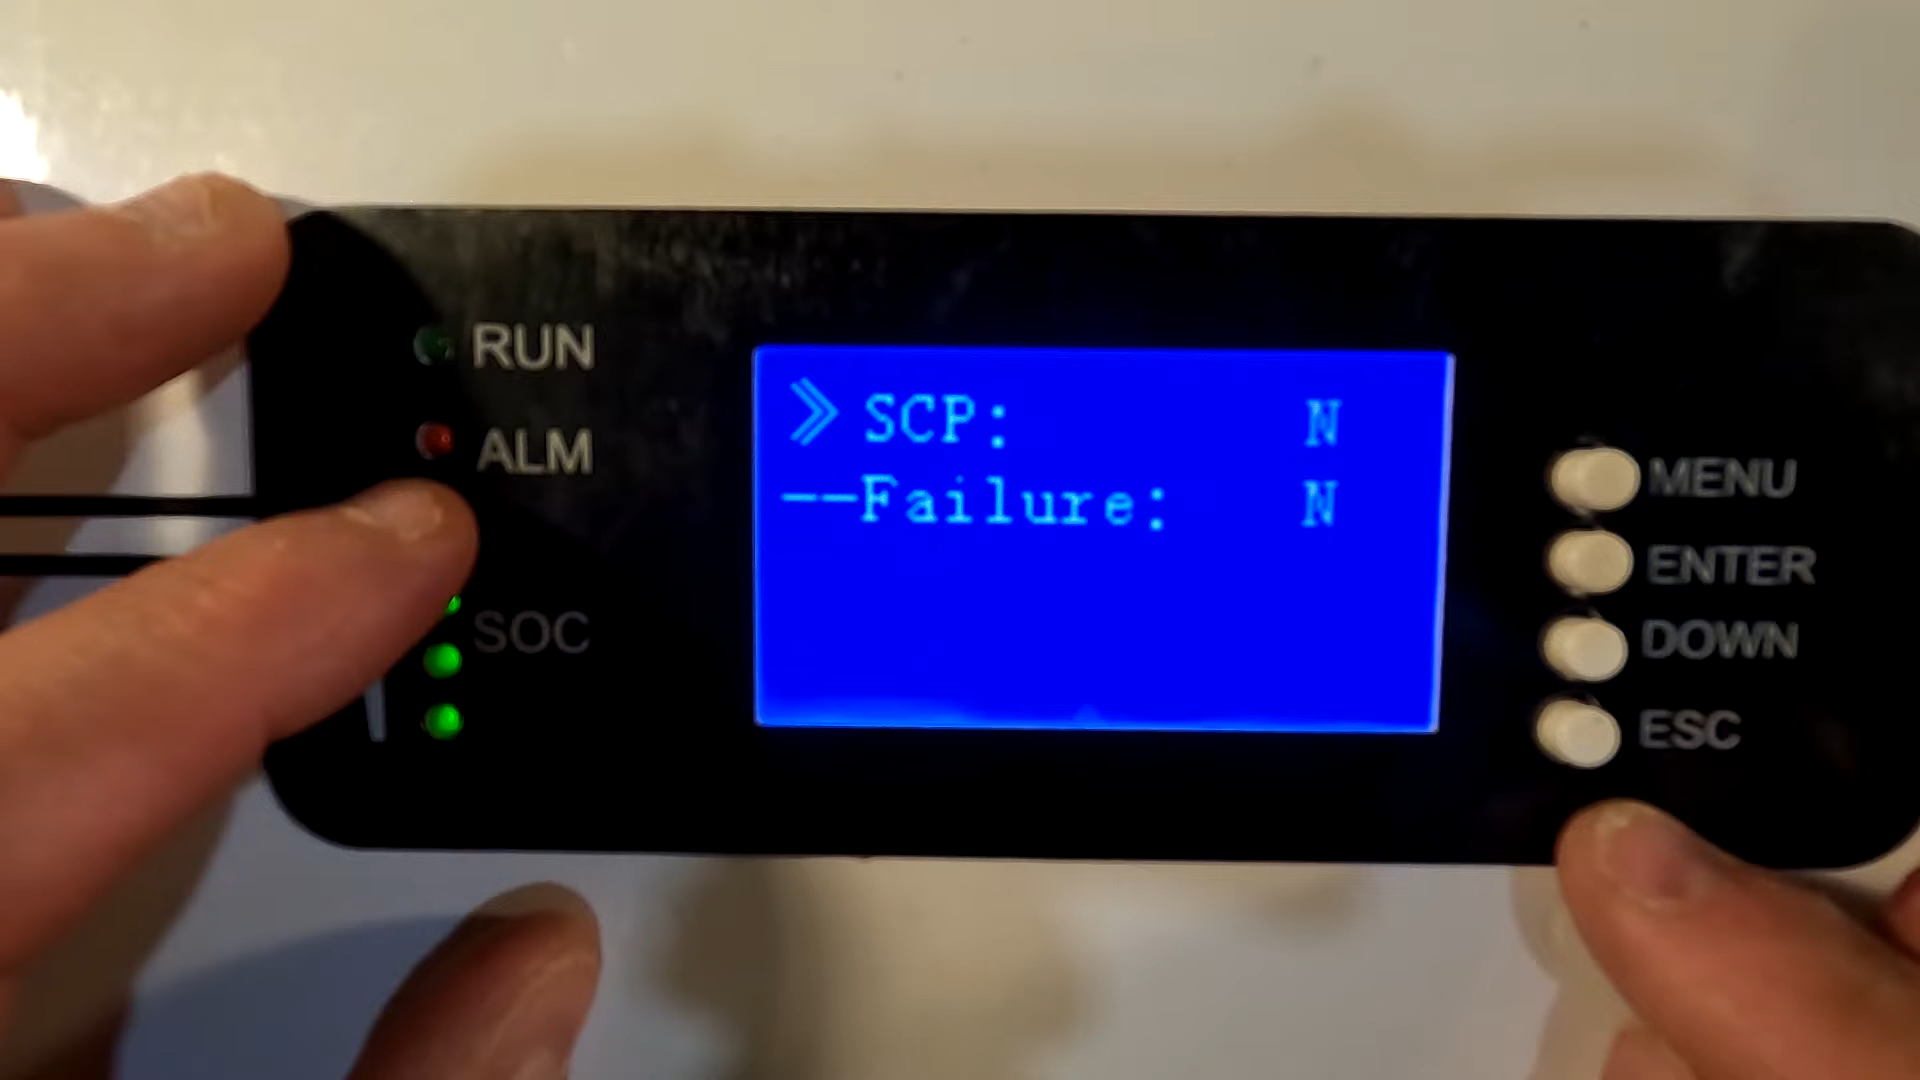 RUN
ALM
SOC
» SCP: N
--Failure: N
MENU
ENTER
DOWN
ESC